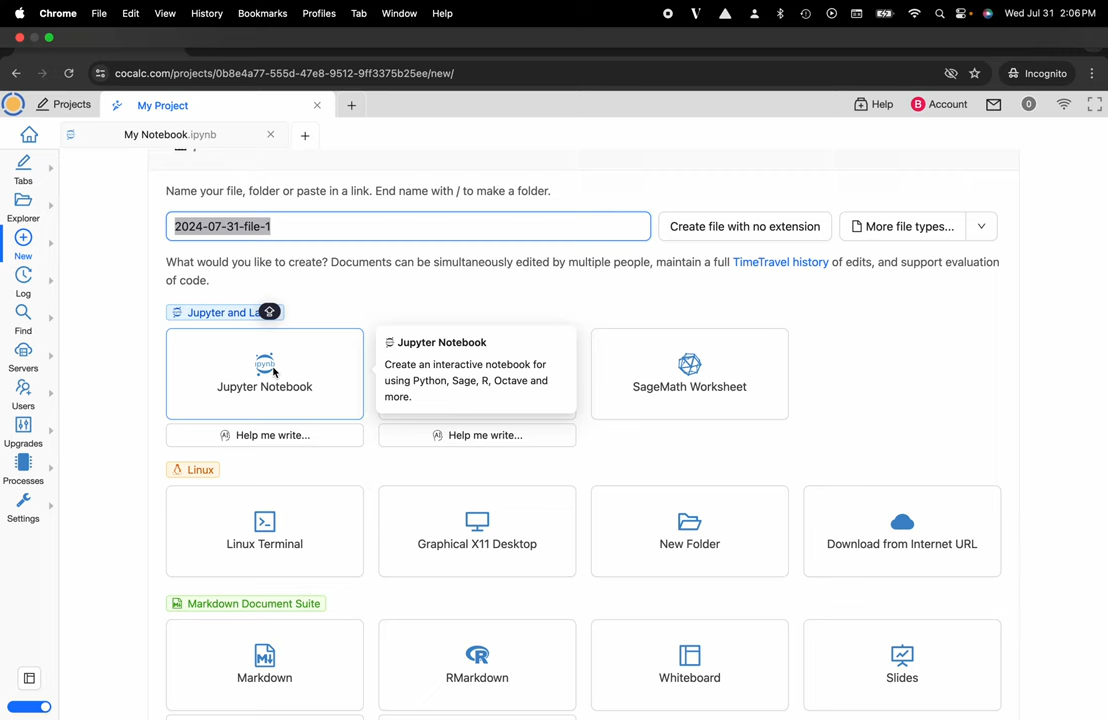 Chrome File Edit View History Bookmarks Profiles Tab Window Help Wed Jul 31 2:06 PM
cocalc.com/projects/0b8e4a77-555d-47e8-9512-9ff3375b25ee/new/ Incognito
Projects My Project Help B Account 0
My Notebook.ipynb
Tabs
Explorer
New
Log
Find
Servers
Users
Upgrades
Processes
Settings
Name your file, folder or paste in a link. End name with / to make a folder.
2024-07-31-file-1 Create file with no extension More file types...
What would you like to create? Documents can be simultaneously edited by multiple people, maintain a full TimeTravel history of edits, and support evaluation
of code.
Jupyter and La
ipynb
Jupyter Notebook
Jupyter Notebook
Create an interactive notebook for
using Python, Sage, R, Octave and
more.
SageMath Worksheet
AI Help me write... AI Help me write...
Linux
Linux Terminal Graphical X11 Desktop New Folder Download from Internet URL
Markdown Document Suite
Markdown RMarkdown Whiteboard Slides